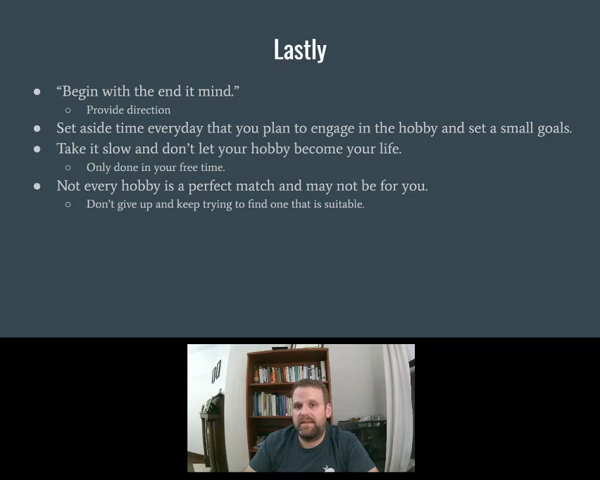 Lastly
● “Begin with the end it mind.”
○ Provide direction
● Set aside time everyday that you plan to engage in the hobby and set a small goals.
● Take it slow and don’t let your hobby become your life.
○ Only done in your free time.
● Not every hobby is a perfect match and may not be for you.
○ Don’t give up and keep trying to find one that is suitable.